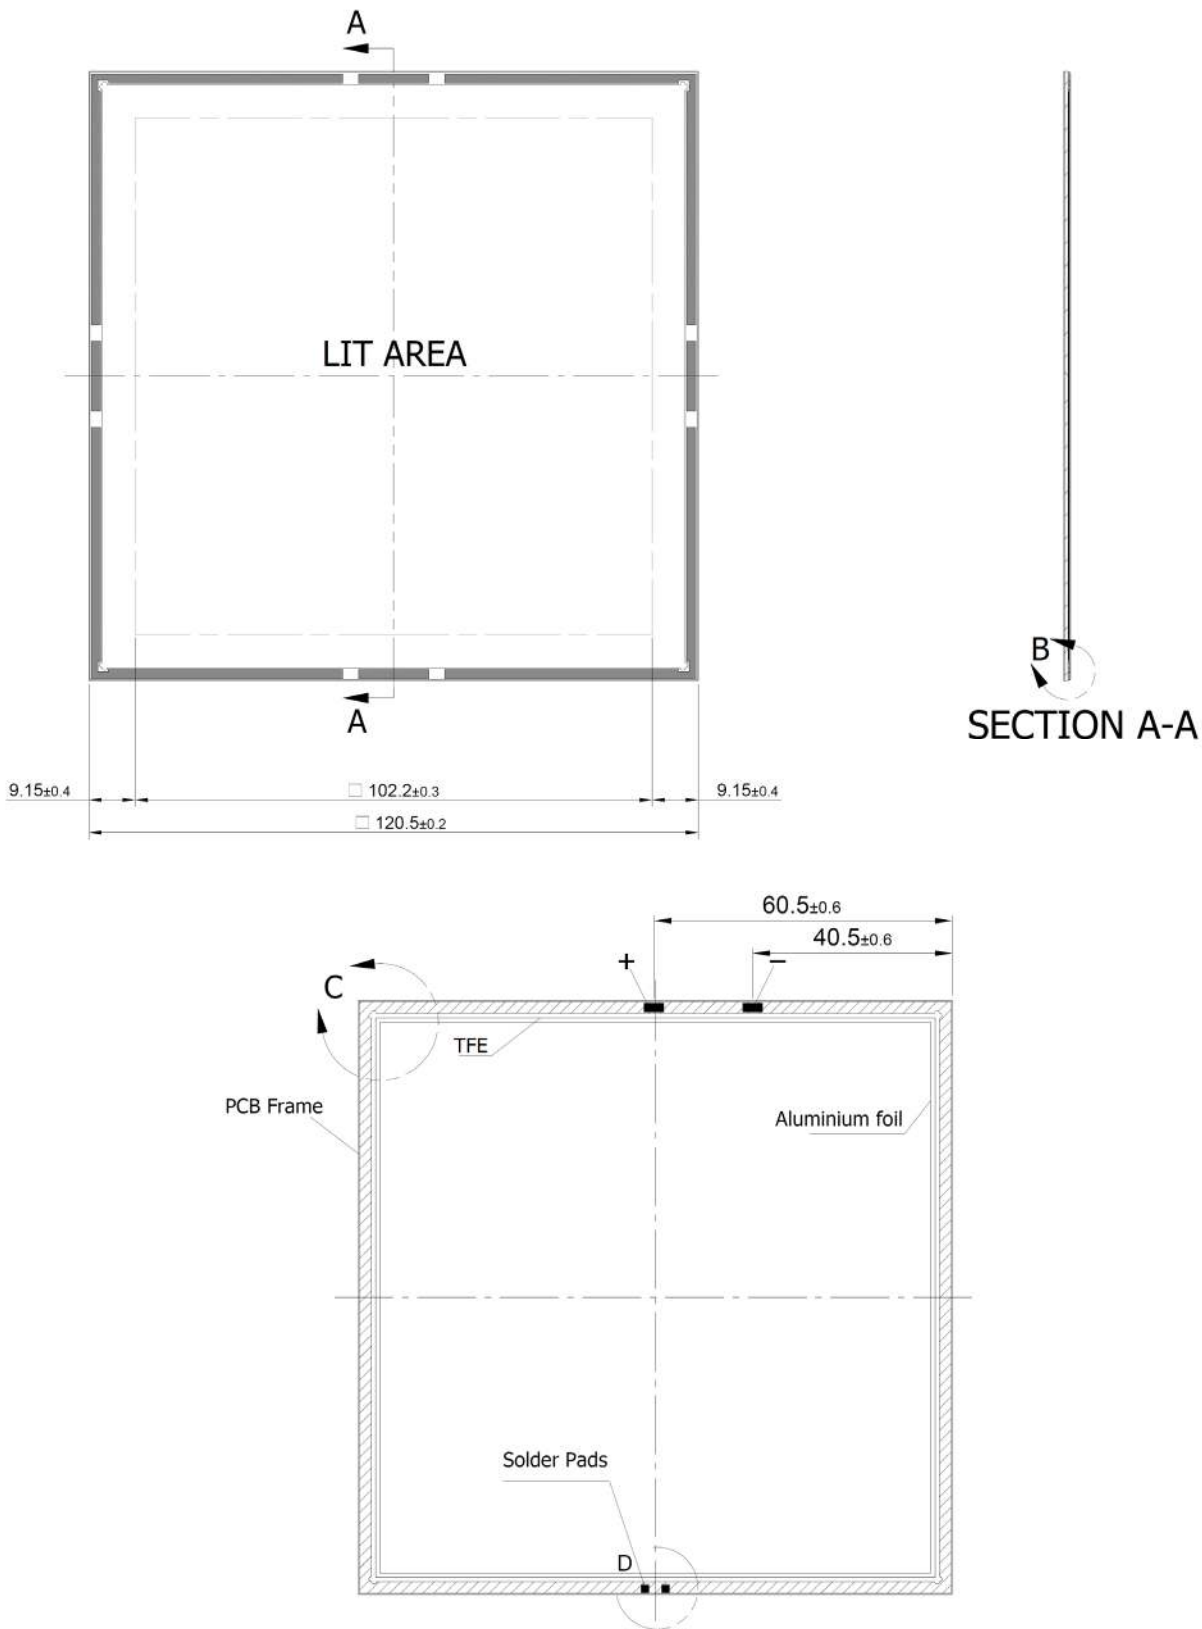 A
LIT AREA
A
B
SECTION A-A
9.15±0.4
□ 102.2±0.3
9.15±0.4
□ 120.5±0.2
60.5±0.6
40.5±0.6
+
−
C
TFE
PCB Frame
Aluminium foil
Solder Pads
D